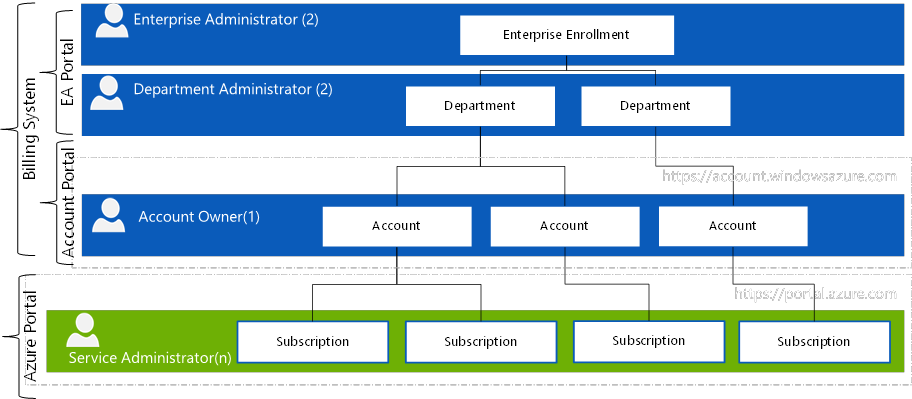 Billing System
EA Portal
Enterprise Administrator (2)
Enterprise Enrollment
Department Administrator (2)
Department
Department
Account Portal
https://account.windowsazure.com
Account Owner(1)
Account
Account
Account
Azure Portal
https://portal.azure.com
Service Administrator(n)
Subscription
Subscription
Subscription
Subscription